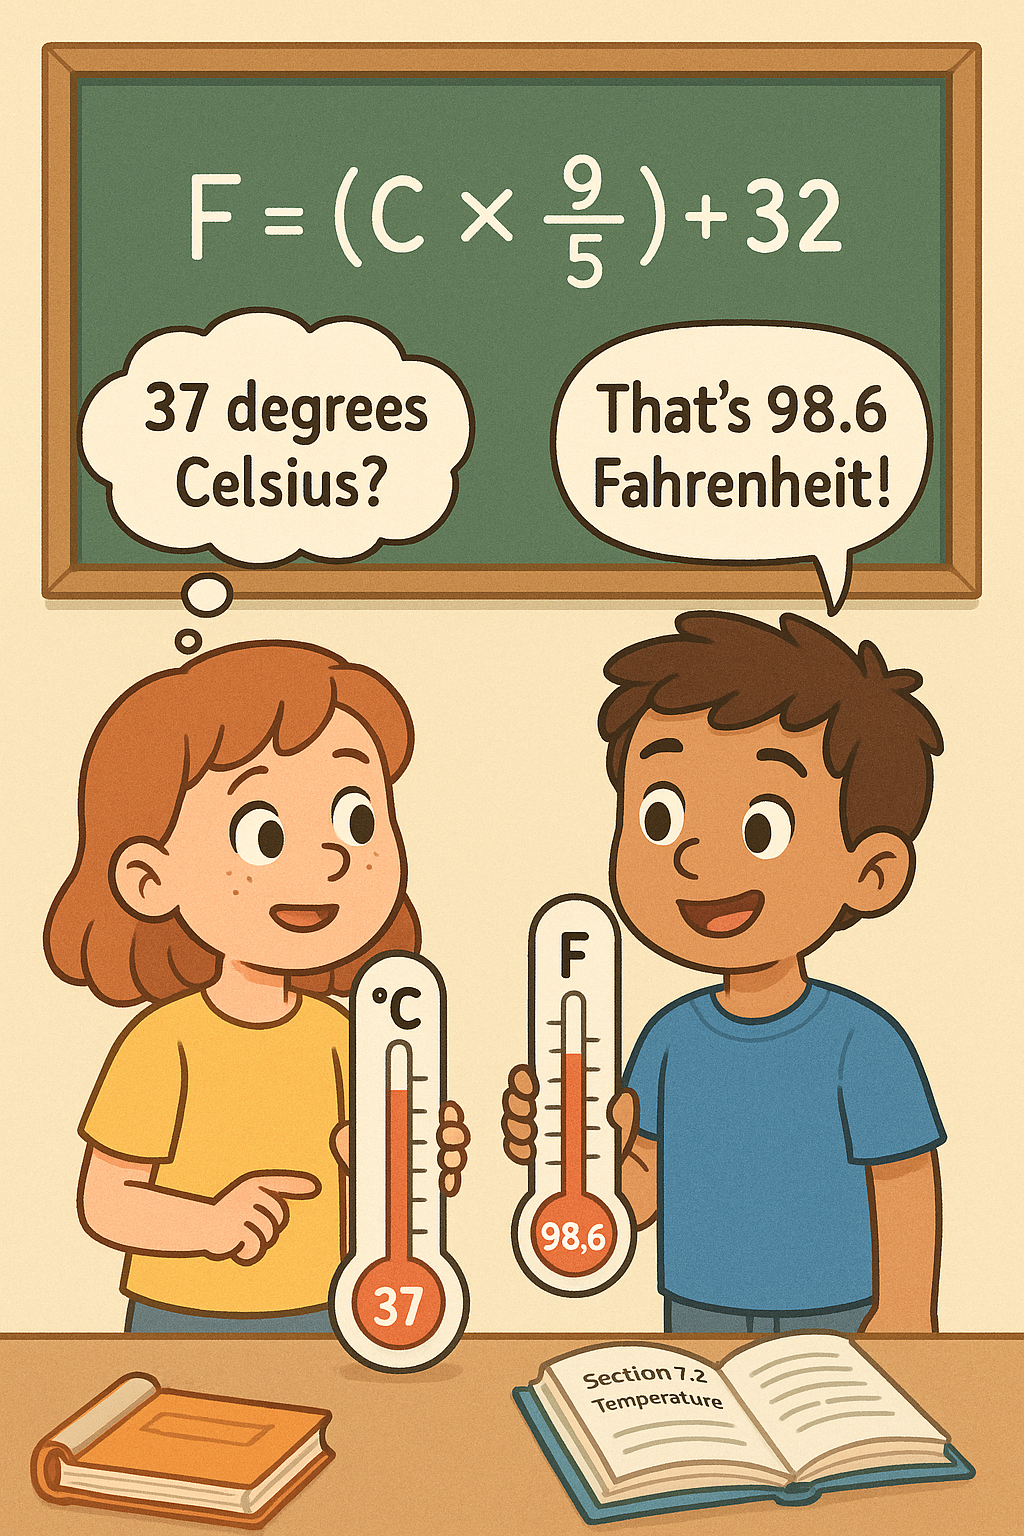 F = (C × 9/5) + 32
37 degrees
Celsius?
That's 98.6
Fahrenheit!
°C
37
F
98,6
Section 7.2
Temperature